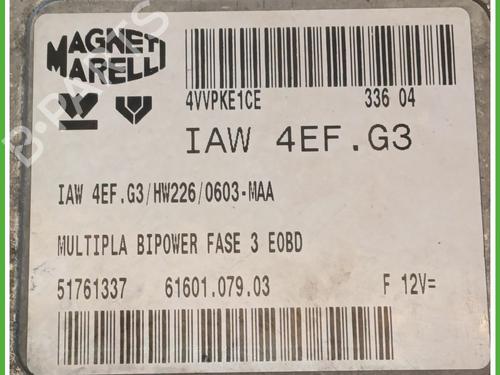 MAGNETI
MARELLI
4VVPKE1CE 336 04
IAW 4EF.G3
IAW 4EF.G3/HW226/0603-MAA
MULTIPLA BIPOWER FASE 3 EOBD
51761337 61601.079.03 F 12V=
B-PARTS